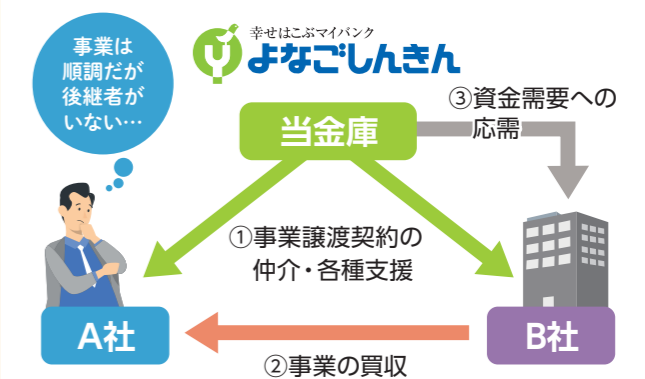 事業は
順調だが
後継者が
いない…
幸せはこぶマイバンク
よなごしんきん
当金庫
③資金需要への
応需
①事業譲渡契約の
仲介・各種支援
A社
B社
②事業の買収